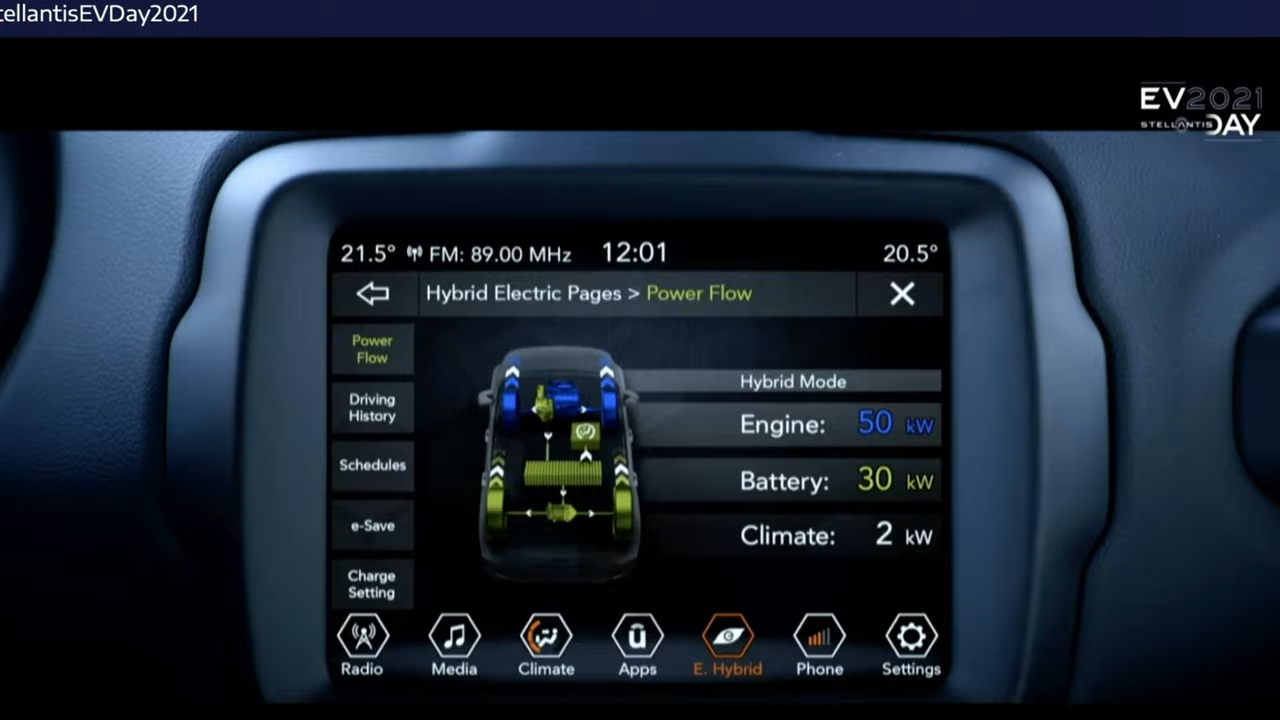 tellantisEVDay2021
EV2021
STELLANTIS DAY
21.5° FM: 89.00 MHz 12:01 20.5°
Hybrid Electric Pages > Power Flow
Power
Flow
Driving
History
Schedules
e-Save
Charge
Setting
Hybrid Mode
Engine: 50 kW
Battery: 30 kW
Climate: 2 kW
Radio Media Climate Apps E. Hybrid Phone Settings